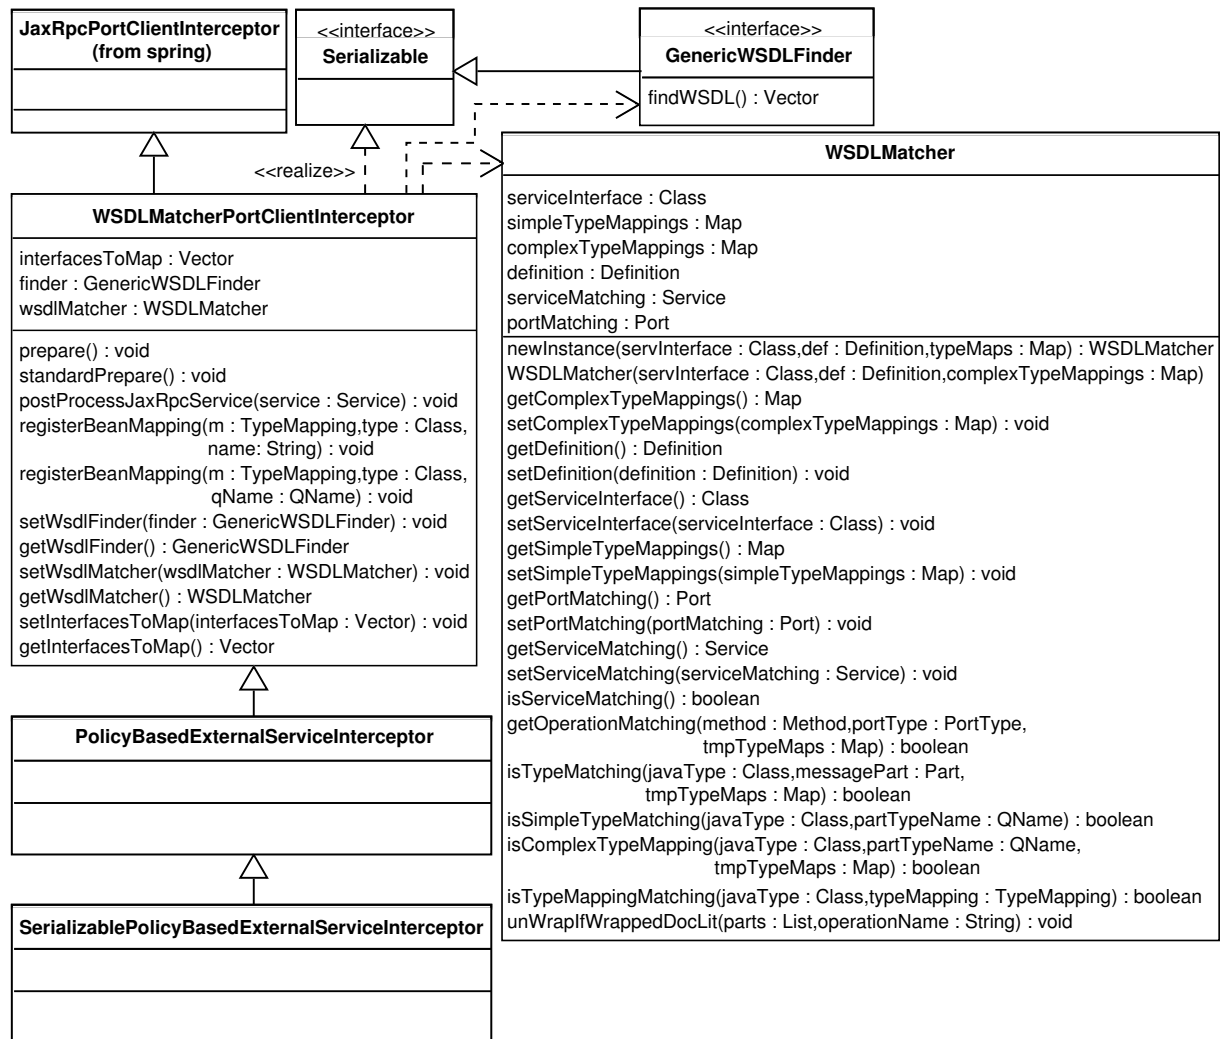 JaxRpcPortClientInterceptor
(from spring)
<<interface>>
Serializable
<<interface>>
GenericWSDLFinder
findWSDL() : Vector
<<realize>>
WSDLMatcherPortClientInterceptor
interfacesToMap : Vector
finder : GenericWSDLFinder
wsdlMatcher : WSDLMatcher
prepare() : void
standardPrepare() : void
postProcessJaxRpcService(service : Service) : void
registerBeanMapping(m : TypeMapping,type : Class,
name: String) : void
registerBeanMapping(m : TypeMapping,type : Class,
qName : QName) : void
setWsdlFinder(finder : GenericWSDLFinder) : void
getWsdlFinder() : GenericWSDLFinder
setWsdlMatcher(wsdlMatcher : WSDLMatcher) : void
getWsdlMatcher() : WSDLMatcher
setInterfacesToMap(interfacesToMap : Vector) : void
getInterfacesToMap() : Vector
PolicyBasedExternalServiceInterceptor
SerializablePolicyBasedExternalServiceInterceptor
WSDLMatcher
serviceInterface : Class
simpleTypeMappings : Map
complexTypeMappings : Map
definition : Definition
serviceMatching : Service
portMatching : Port
newInstance(servInterface : Class,def : Definition,typeMaps : Map) : WSDLMatcher
WSDLMatcher(servInterface : Class,def : Definition,complexTypeMappings : Map)
getComplexTypeMappings() : Map
setComplexTypeMappings(complexTypeMappings : Map) : void
getDefinition() : Definition
setDefinition(definition : Definition) : void
getServiceInterface() : Class
setServiceInterface(serviceInterface : Class) : void
getSimpleTypeMappings() : Map
setSimpleTypeMappings(simpleTypeMappings : Map) : void
getPortMatching() : Port
setPortMatching(portMatching : Port) : void
getServiceMatching() : Service
setServiceMatching(serviceMatching : Service) : void
isServiceMatching() : boolean
getOperationMatching(method : Method,portType : PortType,
tmpTypeMaps : Map) : boolean
isTypeMatching(javaType : Class,messagePart : Part,
tmpTypeMaps : Map) : boolean
isSimpleTypeMatching(javaType : Class,partTypeName : QName) : boolean
isComplexTypeMapping(javaType : Class,partTypeName : QName,
tmpTypeMaps : Map) : boolean
isTypeMappingMatching(javaType : Class,typeMapping : TypeMapping) : boolean
unWrapIfWrappedDocLit(parts : List,operationName : String) : void